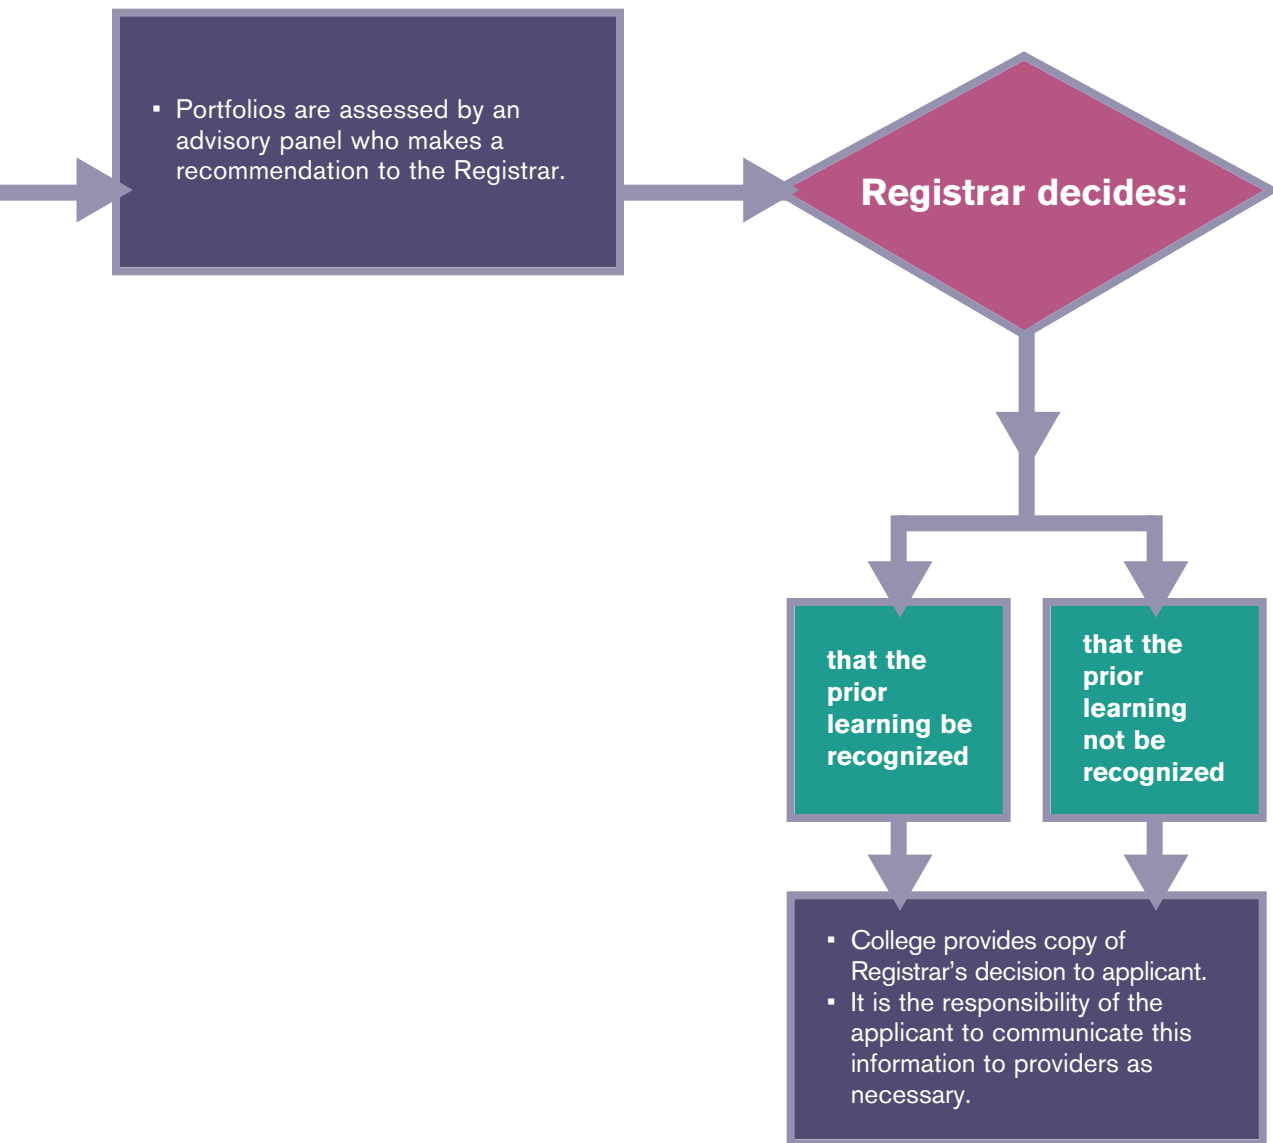 ▪ Portfolios are assessed by an
advisory panel who makes a
recommendation to the Registrar.
Registrar decides:
that the
prior
learning be
recognized
that the
prior
learning
not be
recognized
▪ College provides copy of
Registrar’s decision to applicant.
▪ It is the responsibility of the
applicant to communicate this
information to providers as
necessary.